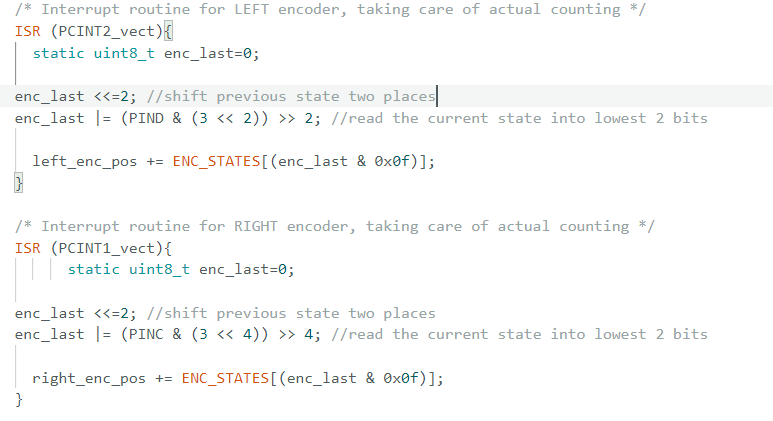 /* Interrupt routine for LEFT encoder, taking care of actual counting */
ISR (PCINT2_vect){
static uint8_t enc_last=0;
enc_last <<=2; //shift previous state two places
enc_last |= (PIND & (3 << 2)) >> 2; //read the current state into lowest 2 bits
left_enc_pos += ENC_STATES[(enc_last & 0x0f)];
}
/* Interrupt routine for RIGHT encoder, taking care of actual counting */
ISR (PCINT1_vect){
static uint8_t enc_last=0;
enc_last <<=2; //shift previous state two places
enc_last |= (PINC & (3 << 4)) >> 4; //read the current state into lowest 2 bits
right_enc_pos += ENC_STATES[(enc_last & 0x0f)];
}